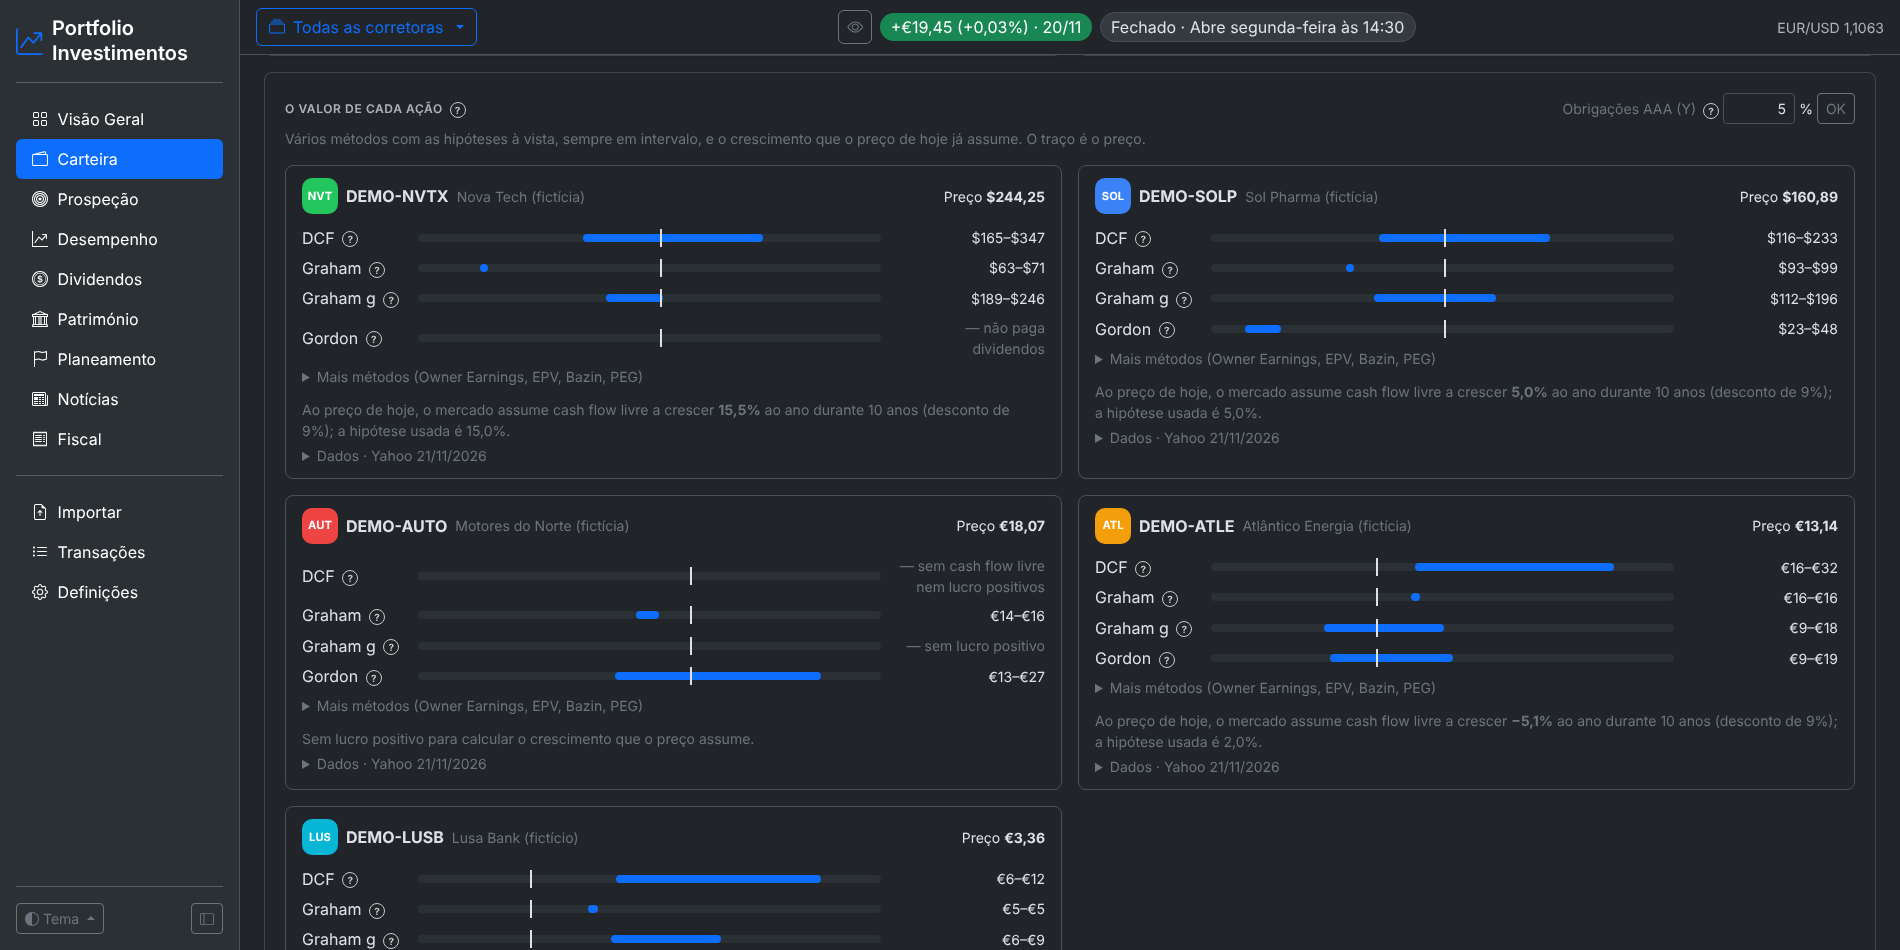 Portfolio
Investimentos
Visão Geral
Carteira
Prospeção
Desempenho
Dividendos
Património
Planeamento
Notícias
Fiscal
Importar
Transações
Definições
Tema
Todas as corretoras
+€19,45 (+0,03%) · 20/11
Fechado · Abre segunda-feira às 14:30
EUR/USD 1,1063
O VALOR DE CADA AÇÃO ?
Obrigações AAA (Y) ? 5 % OK
Vários métodos com as hipóteses à vista, sempre em intervalo, e o crescimento que o preço de hoje já assume. O traço é o preço.
NVT DEMO-NVTX Nova Tech (fictícia) Preço $244,25
DCF ? $165–$347
Graham ? $63–$71
Graham g ? $189–$246
Gordon ? — não paga
dividendos
Mais métodos (Owner Earnings, EPV, Bazin, PEG)
Ao preço de hoje, o mercado assume cash flow livre a crescer 15,5% ao ano durante 10 anos (desconto de
9%); a hipótese usada é 15,0%.
Dados · Yahoo 21/11/2026
SOL DEMO-SOLP Sol Pharma (fictícia) Preço $160,89
DCF ? $116–$233
Graham ? $93–$99
Graham g ? $112–$196
Gordon ? $23–$48
Mais métodos (Owner Earnings, EPV, Bazin, PEG)
Ao preço de hoje, o mercado assume cash flow livre a crescer 5,0% ao ano durante 10 anos (desconto de 9%);
a hipótese usada é 5,0%.
Dados · Yahoo 21/11/2026
AUT DEMO-AUTO Motores do Norte (fictícia) Preço €18,07
DCF ? — sem cash flow livre
nem lucro positivos
Graham ? €14–€16
Graham g ? — sem lucro positivo
Gordon ? €13–€27
Mais métodos (Owner Earnings, EPV, Bazin, PEG)
Sem lucro positivo para calcular o crescimento que o preço assume.
Dados · Yahoo 21/11/2026
ATL DEMO-ATLE Atlântico Energia (fictícia) Preço €13,14
DCF ? €16–€32
Graham ? €16–€16
Graham g ? €9–€18
Gordon ? €9–€19
Mais métodos (Owner Earnings, EPV, Bazin, PEG)
Ao preço de hoje, o mercado assume cash flow livre a crescer −5,1% ao ano durante 10 anos (desconto de 9%);
a hipótese usada é 2,0%.
Dados · Yahoo 21/11/2026
LUS DEMO-LUSB Lusa Bank (fictício) Preço €3,36
DCF ? €6–€12
Graham ? €5–€5
Graham g ? €6–€9